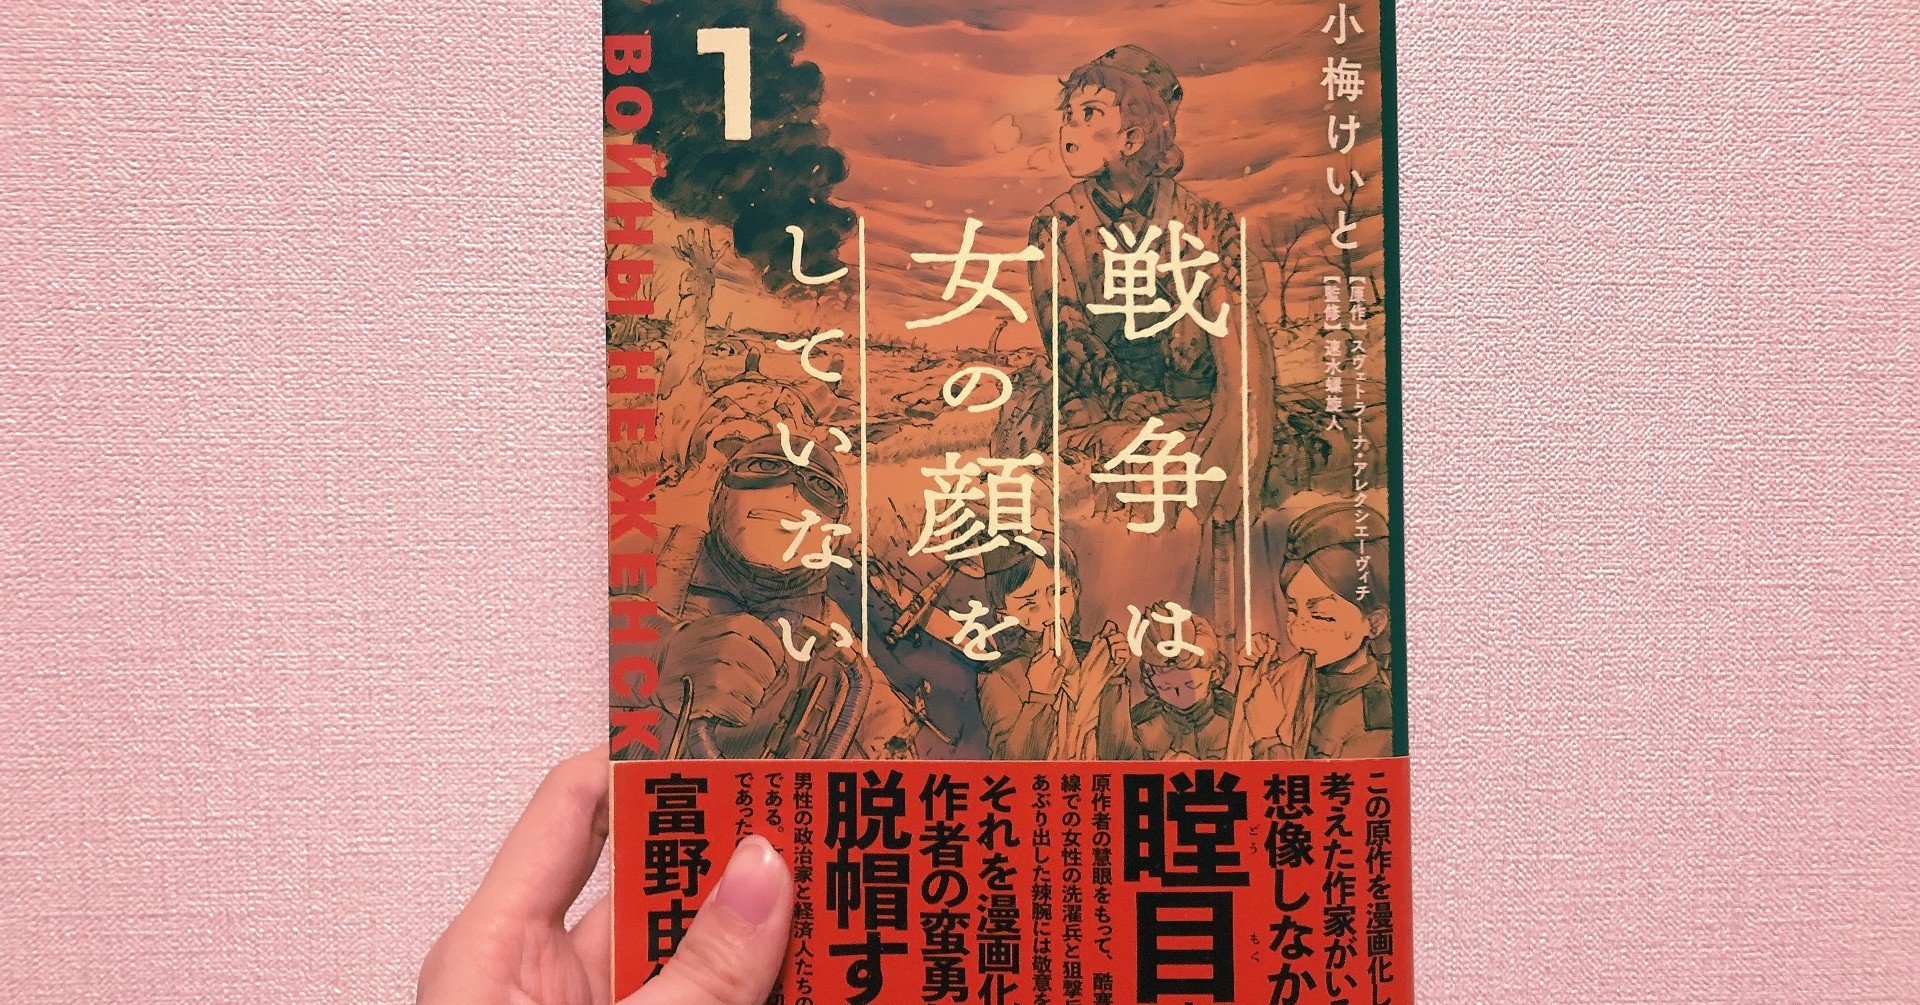 小梅けいと
【原作】スヴェトラーナ・アレクシエーヴィチ
【監修】速水螺旋人
1
戦争は
女の顔を
していない
ВОЙНЫ НЕ ЖЕНСК
この原作を漫画化し
考えた作家がいる
想像しなか
瞠目
どう
もく
原作者の慧眼をもって、酷寒
線での女性の洗濯兵と狙撃兵
あぶり出した辣腕には敬意を
それを漫画化
作者の蛮勇
脱帽す
男性の政治家と経済人たちの
である。
であった
富野由